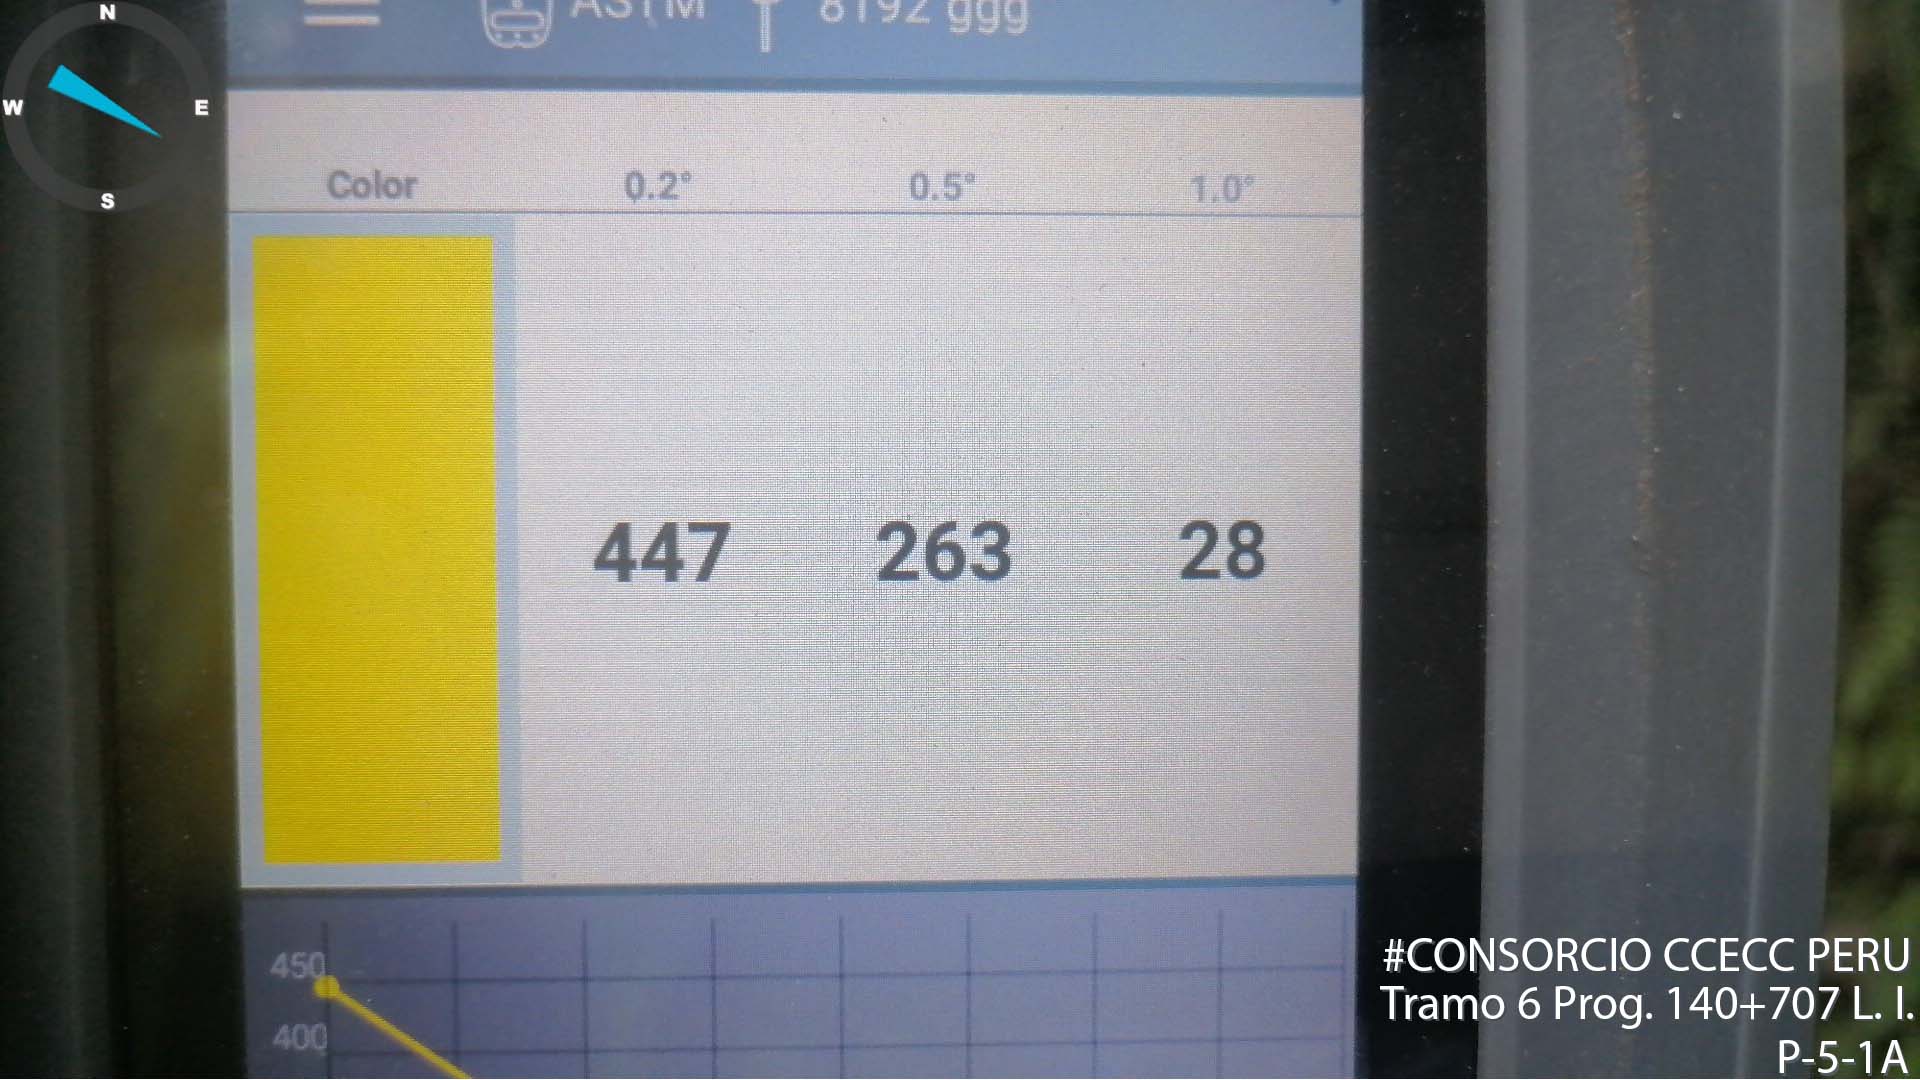 N
W E
S
ASTM 8192 ggg
Color 0.2° 0.5° 1.0°
447 263 28
450
400
#CONSORCIO CCECC PERU
Tramo 6 Prog. 140+707 L. I.
P-5-1A